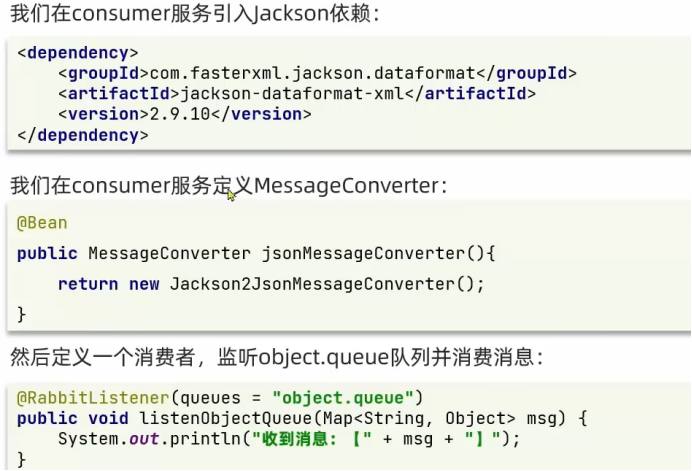 我们在consumer服务引入Jackson依赖：
<dependency>
    <groupId>com.fasterxml.jackson.dataformat</groupId>
    <artifactId>jackson-dataformat-xml</artifactId>
    <version>2.9.10</version>
</dependency>
我们在consumer服务定义MessageConverter：
@Bean
public MessageConverter jsonMessageConverter(){
    return new Jackson2JsonMessageConverter();
}
然后定义一个消费者，监听object.queue队列并消费消息：
@RabbitListener(queues = "object.queue")
public void listenObjectQueue(Map<String, Object> msg) {
    System.out.println("收到消息：【" + msg + "】");
}